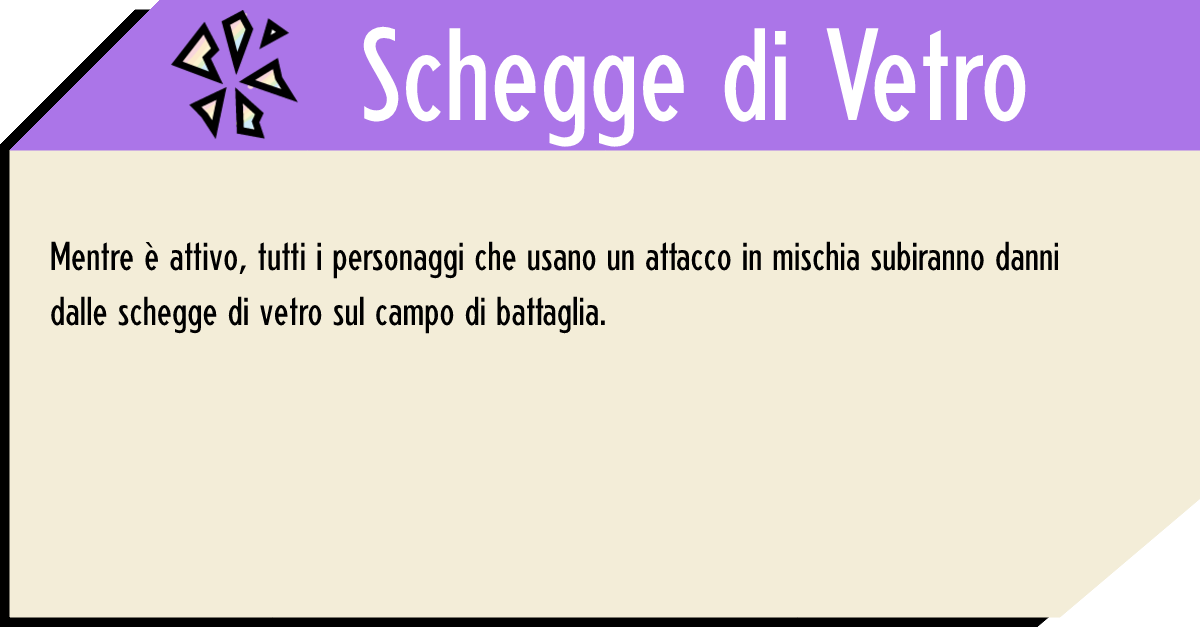 Schegge di Vetro
Mentre è attivo, tutti i personaggi che usano un attacco in mischia subiranno danni
dalle schegge di vetro sul campo di battaglia.